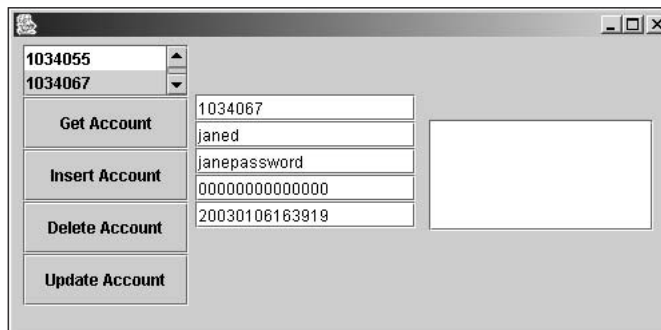 1034055
1034067
Get Account
Insert Account
Delete Account
Update Account
1034067
janed
janepassword
00000000000000
20030106163919